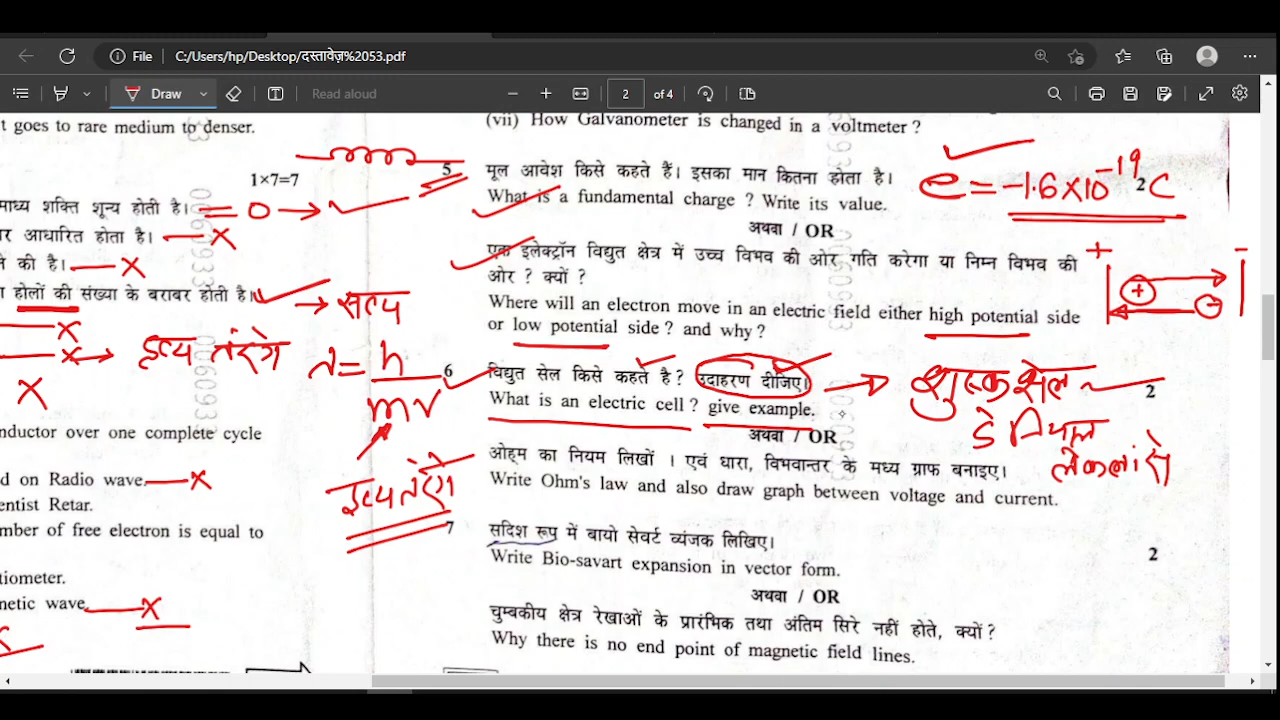 File C:/Users/hp/Desktop/दस्तावेज़%2053.pdf
Draw Read aloud 2 of 4
t goes to rare medium to denser.
1×7=7
माध्य शक्ति शून्य होती है। = 0 → 
र आधारित होता है। — X
ने की है। — X
ा होलों की संख्या के बराबर होती है। → सत्य
X
X → द्रव्य तरंग
X
λ = h/mv
द्रव्य तरंगे
nductor over one complete cycle
d on Radio wave. — X
entist Retar.
mber of free electron is equal to
tiometer.
netic wave. — X
(vii) How Galvanometer is changed in a voltmeter ?
5 मूल आवेश किसे कहते हैं। इसका मान कितना होता है। 2
What is a fundamental charge ? Write its value.
e = -1.6×10⁻¹⁹ C
अथवा / OR
एक इलेक्ट्रॉन विद्युत क्षेत्र में उच्च विभव की ओर गति करेगा या निम्न विभव की
ओर ? क्यों ?
Where will an electron move in an electric field either high potential side
or low potential side ? and why ?
+ -
+ -
6 विद्युत सेल किसे कहते है ? उदाहरण दीजिए। → शुष्क सेल 2
What is an electric cell ? give example.
डेनियल
लेकलांसे
अथवा / OR
ओह्म का नियम लिखों । एवं धारा, विभवान्तर के मध्य ग्राफ बनाइए।
Write Ohm's law and also draw graph between voltage and current.
7 सदिश रूप में बायो सेवर्ट व्यंजक लिखिए। 2
Write Bio-savart expansion in vector form.
अथवा / OR
चुम्बकीय क्षेत्र रेखाओं के प्रारंभिक तथा अंतिम सिरे नहीं होते, क्यों ?
Why there is no end point of magnetic field lines.